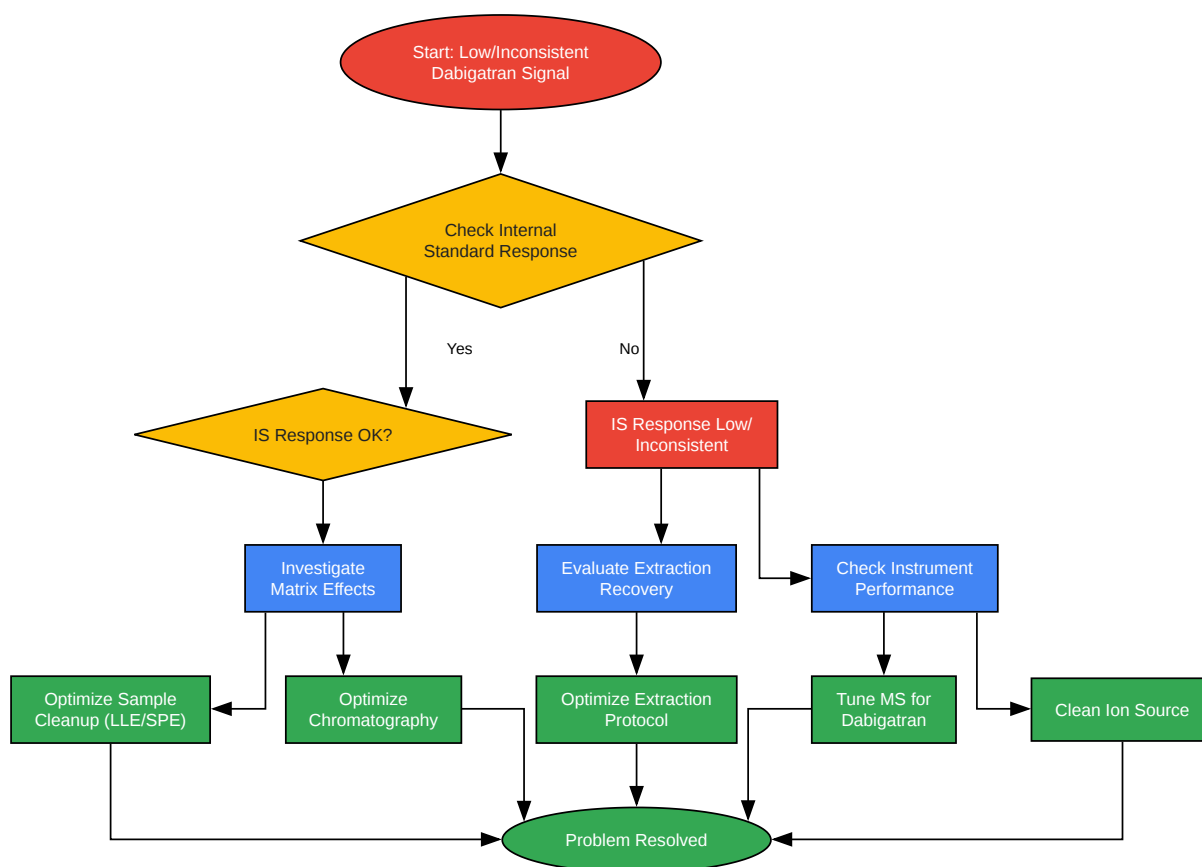 Start: Low/Inconsistent
Dabigatran Signal
Check Internal
Standard Response
Yes
No
IS Response OK?
IS Response Low/
Inconsistent
Investigate
Matrix Effects
Evaluate Extraction
Recovery
Check Instrument
Performance
Optimize Sample
Cleanup (LLE/SPE)
Optimize
Chromatography
Optimize Extraction
Protocol
Tune MS for
Dabigatran
Clean Ion Source
Problem Resolved